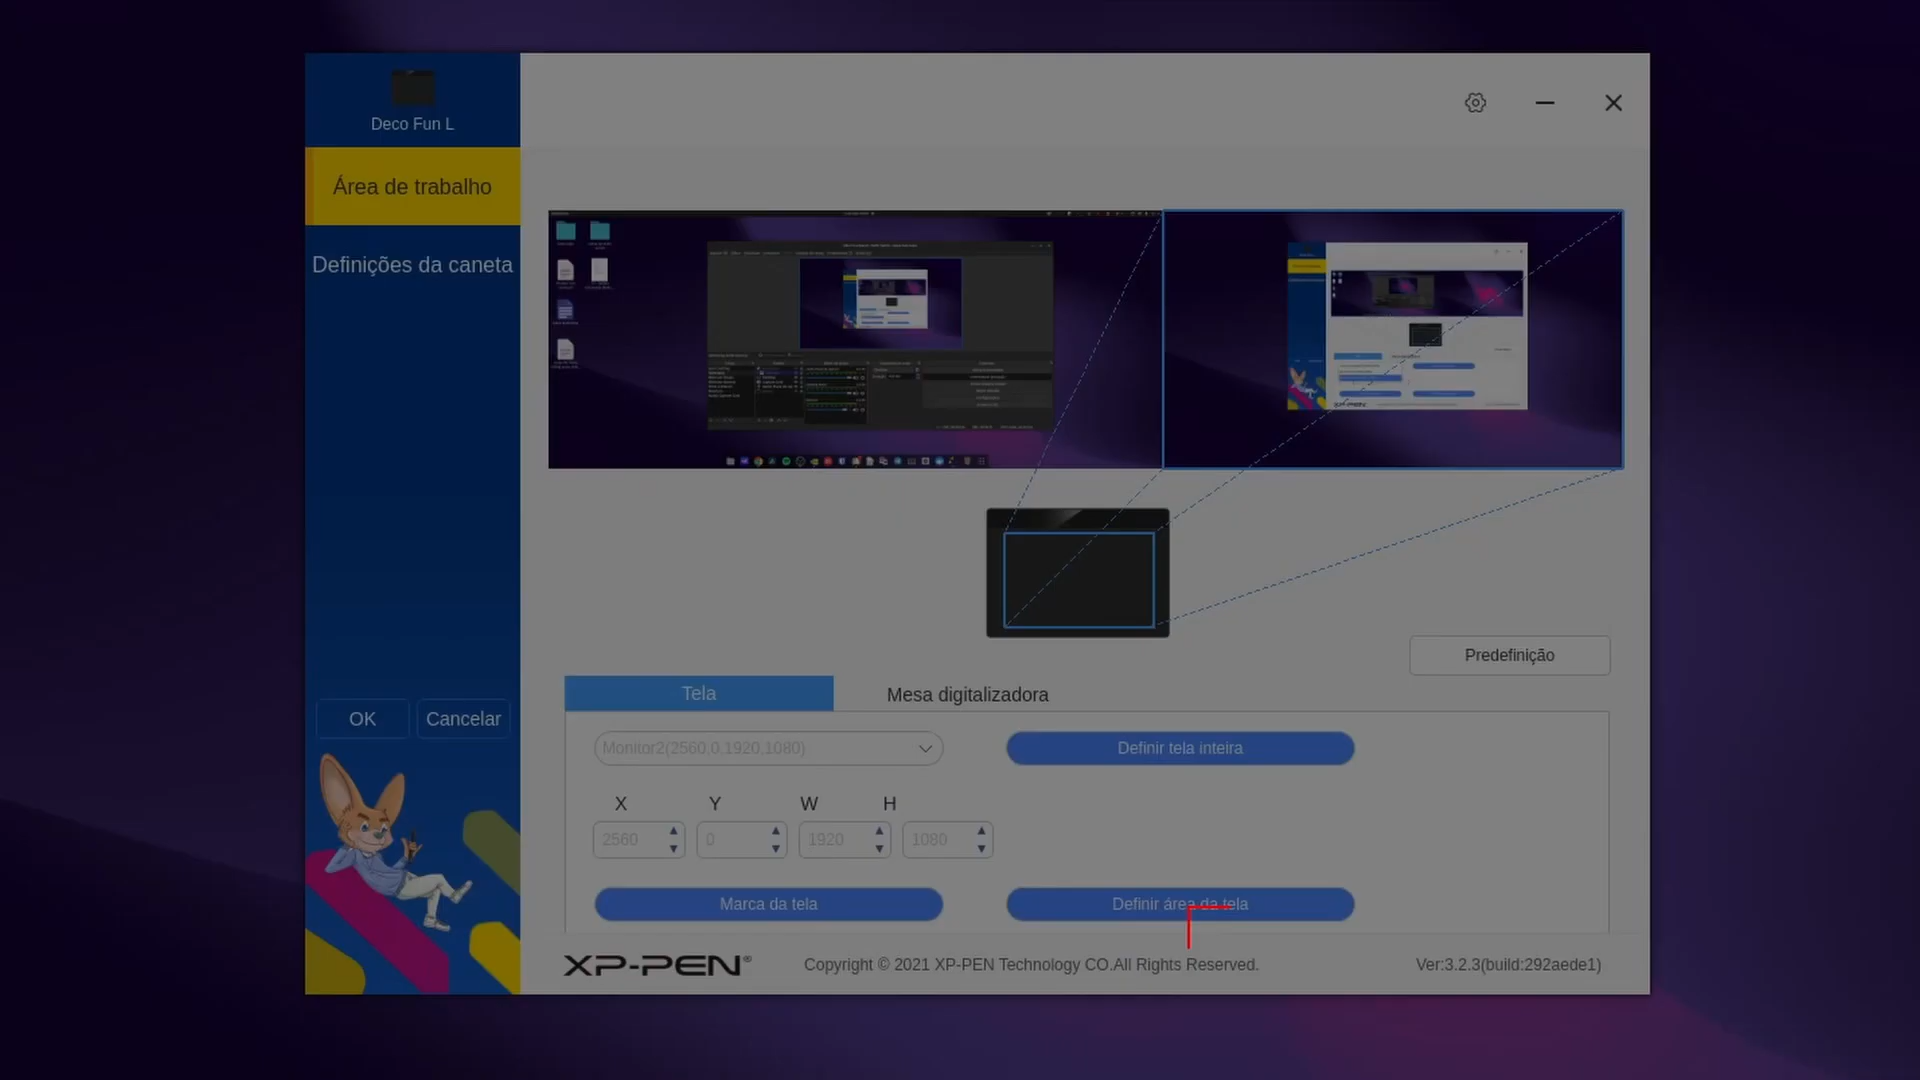 Deco Fun L
Área de trabalho
Definições da caneta
Predefinição
Tela
Mesa digitalizadora
Monitor2(2560.0.1920.1080)
Definir tela inteira
X Y W H
2560 0 1920 1080
Marca da tela
Definir área da tela
OK
Cancelar
XP-PEN®
Copyright © 2021 XP-PEN Technology CO.All Rights Reserved.
Ver:3.2.3(build:292aede1)